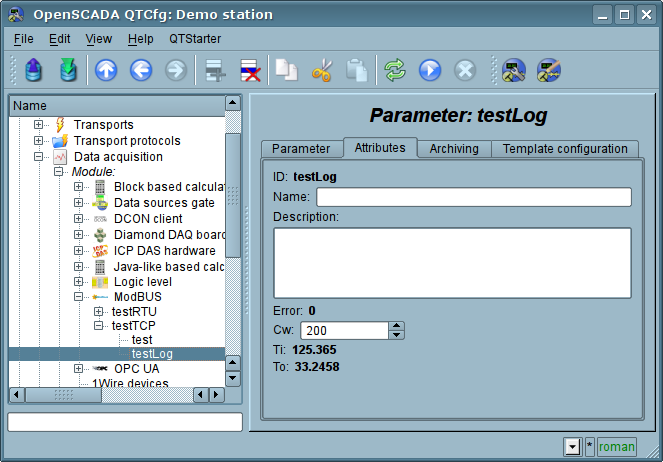 OpenSCADA QTCfg: Demo station
File Edit View Help QTStarter
Name
Transports
Transport protocols
Data acquisition
Module:
Block based calcula
Data sources gate
DCON client
Diamond DAQ board
ICP DAS hardware
Java-like based calc
Logic level
ModBUS
testRTU
testTCP
test
testLog
OPC UA
1Wire devices
Parameter: testLog
Parameter Attributes Archiving Template configuration
ID: testLog
Name:
Description:
Error: 0
Cw: 200
Ti: 125.365
To: 33.2458
* roman